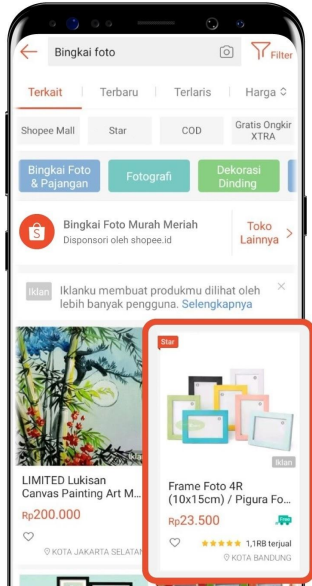 Bingkai foto
Filter
Terkait
Terbaru
Terlaris
Harga
Shopee Mall
Star
COD
Gratis Ongkir
XTRA
Bingkai Foto
& Pajangan
Fotografi
Dekorasi
Dinding
Bingkai Foto Murah Meriah
Disponsori oleh shopee.id
Toko
Lainnya
Iklan
Iklanku membuat produkmu dilihat oleh
lebih banyak pengguna. Selengkapnya
LIMITED Lukisan
Canvas Painting Art M...
Rp200.000
KOTA JAKARTA SELATAN
Star
Iklan
Frame Foto 4R
(10x15cm) / Pigura Fo...
Rp23.500
1,1RB terjual
KOTA BANDUNG